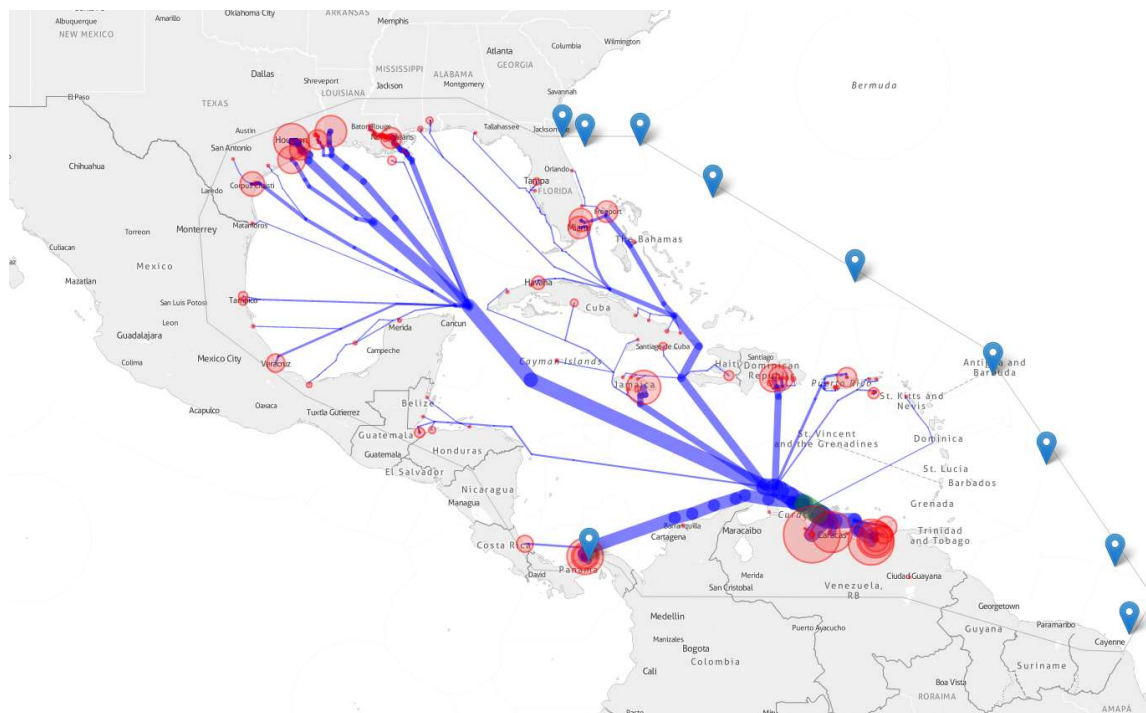 Oklahoma City
ARKANSAS
Albuquerque
Amarillo
Memphis
NEW MEXICO
Atlanta
Columbia
Wilmington
GEORGIA
Dallas
MISSISSIPPI
ALABAMA
Shreveport
Jackson
Montgomery
Bermuda
LOUISIANA
Savannah
El Paso
TEXAS
Austin
Baton Rouge
Tallahassee
San Antonio
Chihuahua
Orlando
Tampa
FLORIDA
Laredo
Corpus Christi
Freeport
Matamoros
Miami
Torreon
Monterrey
The Bahamas
Culiacan
Mexico
Mazatlan
Havana
San Luis Potosi
Tampico
Cuba
Leon
Cancun
Merida
Guadalajara
Santiago de Cuba
Santiago
Campeche
Cayman Islands
Haiti
Dominican
Republic
Colima
Mexico City
Veracruz
Antigua and
Barbuda
Jamaica
Puerto Rico
St. Kitts and
Nevis
Belize
Acapulco
Oaxaca
Tuxtla Gutierrez
St. Vincent
and the Grenadines
Dominica
Guatemala
Guatemala
Honduras
St. Lucia
El Salvador
Barbados
Nicaragua
Grenada
Managua
Barranquilla
Maracaibo
Caracas
Trinidad
and Tobago
Cartagena
Costa Rica
Panama
David
Merida
Ciudad Guayana
San Cristobal
Venezuela,
RB
Georgetown
Medellin
Puerto Ayacucho
Guyana
Paramaribo
Manizales
Cayenne
Bogota
Colombia
Suriname
Cali
Boa Vista
RORAIMA
AMAPÁ